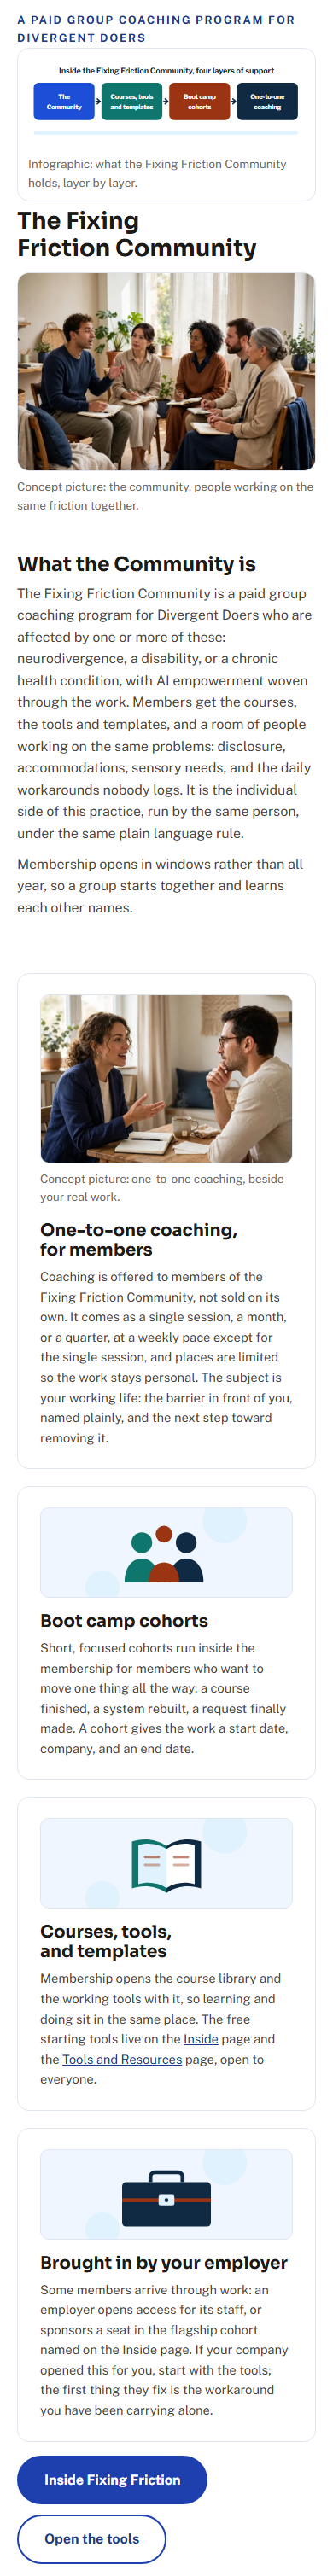 A PAID GROUP COACHING PROGRAM FOR
DIVERGENT DOERS
Inside the Fixing Friction Community, four layers of support
The
Community
Courses, tools
and templates
Boot camp
cohorts
One-to-one
coaching
Infographic: what the Fixing Friction Community
holds, layer by layer.
The Fixing
Friction Community
Concept picture: the community, people working on the
same friction together.
What the Community is
The Fixing Friction Community is a paid group
coaching program for Divergent Doers who are
affected by one or more of these:
neurodivergence, a disability, or a chronic
health condition, with AI empowerment woven
through the work. Members get the courses,
the tools and templates, and a room of people
working on the same problems: disclosure,
accommodations, sensory needs, and the daily
workarounds nobody logs. It is the individual
side of this practice, run by the same person,
under the same plain language rule.
Membership opens in windows rather than all
year, so a group starts together and learns
each other names.
Concept picture: one-to-one coaching, beside
your real work.
One-to-one coaching,
for members
Coaching is offered to members of the
Fixing Friction Community, not sold on its
own. It comes as a single session, a month,
or a quarter, at a weekly pace except for
the single session, and places are limited
so the work stays personal. The subject is
your working life: the barrier in front of you,
named plainly, and the next step toward
removing it.
Boot camp cohorts
Short, focused cohorts run inside the
membership for members who want to
move one thing all the way: a course
finished, a system rebuilt, a request finally
made. A cohort gives the work a start date,
company, and an end date.
Courses, tools,
and templates
Membership opens the course library and
the working tools with it, so learning and
doing sit in the same place. The free
starting tools live on the Inside page and
the Tools and Resources page, open to
everyone.
Brought in by your employer
Some members arrive through work: an
employer opens access for its staff, or
sponsors a seat in the flagship cohort
named on the Inside page. If your company
opened this for you, start with the tools;
the first thing they fix is the workaround
you have been carrying alone.
Inside Fixing Friction
Open the tools